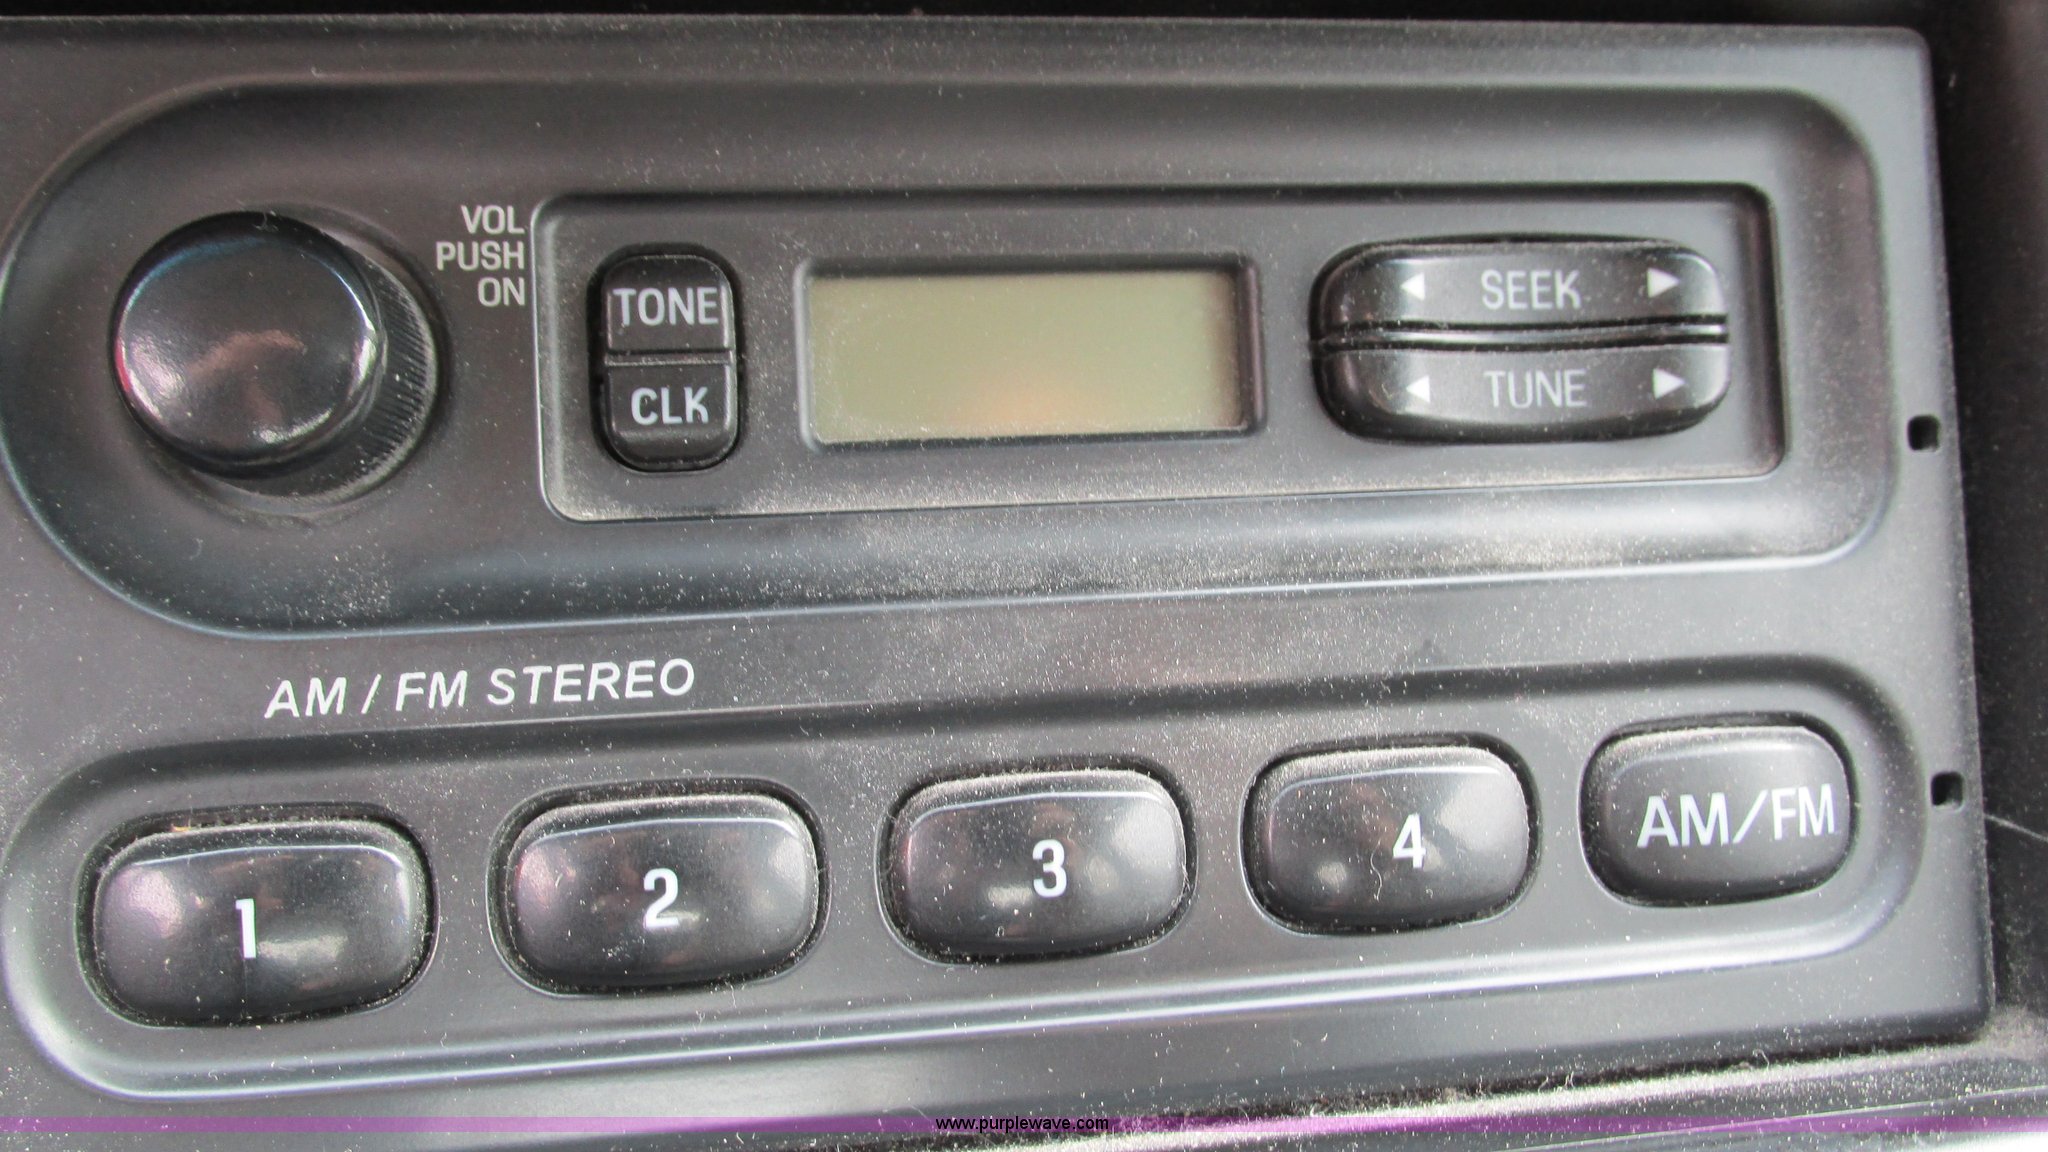 VOL
PUSH
ON
TONE
CLK
◀ SEEK ▶
◀ TUNE ▶
AM / FM STEREO
1
2
3
4
AM/FM
www.purplewave.com